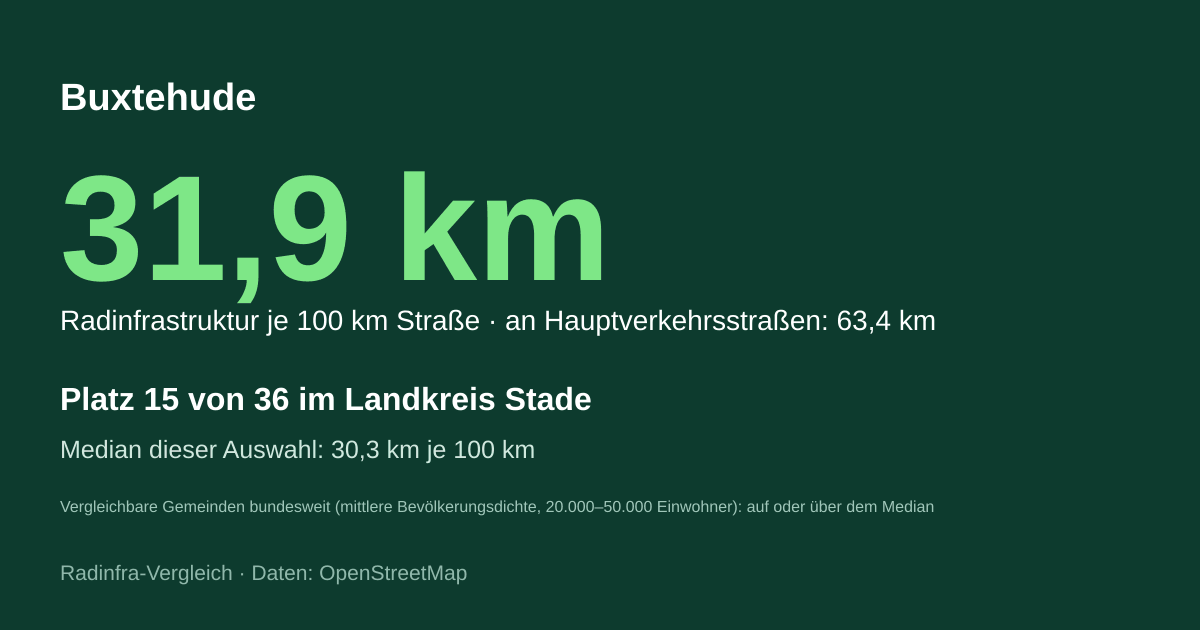 Buxtehude
31,9 km
Radinfrastruktur je 100 km Straße · an Hauptverkehrsstraßen: 63,4 km
Platz 15 von 36 im Landkreis Stade
Median dieser Auswahl: 30,3 km je 100 km
Vergleichbare Gemeinden bundesweit (mittlere Bevölkerungsdichte, 20.000–50.000 Einwohner): auf oder über dem Median
Radinfra-Vergleich · Daten: OpenStreetMap